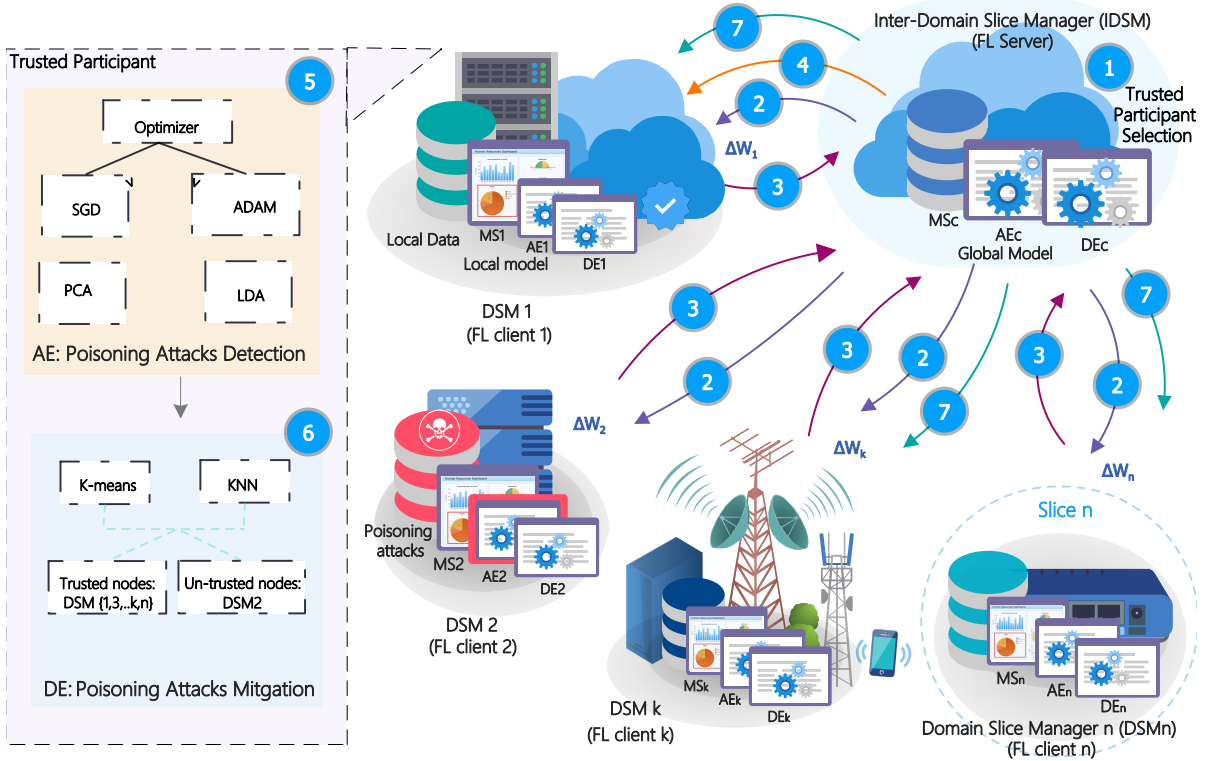 Trusted Participant
5
Optimizer
SGD
ADAM
PCA
LDA
AE: Poisoning Attacks Detection
6
K-means
KNN
Trusted nodes:
DSM {1,3,..k,n}
Un-trusted nodes:
DSM2
DE: Poisoning Attacks Mitgation
Inter-Domain Slice Manager (IDSM)
(FL Server)
1
Trusted
Participant
Selection
MSc
AEc
DEc
Global Model
7
4
2
ΔW1
3
Local Data
MS1
AE1
DE1
Local model
DSM 1
(FL client 1)
3
2
ΔW2
Poisoning
attacks
MS2
AE2
DE2
DSM 2
(FL client 2)
3
2
7
ΔWk
MSk
AEk
DEk
DSM k
(FL client k)
3
2
7
ΔWn
Slice n
MSn
AEn
DEn
Domain Slice Manager n (DSMn)
(FL client n)